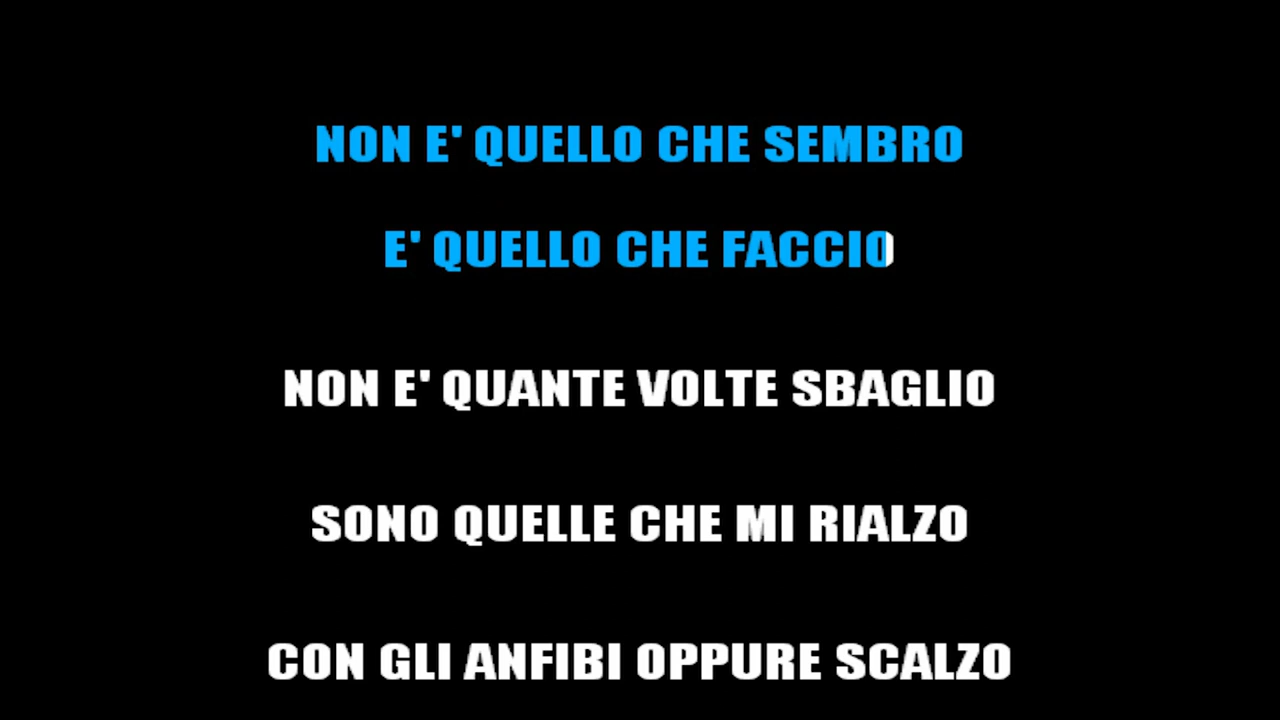 NON E' QUELLO CHE SEMBRO
E' QUELLO CHE FACCIO
NON E' QUANTE VOLTE SBAGLIO
SONO QUELLE CHE MI RIALZO
CON GLI ANFIBI OPPURE SCALZO